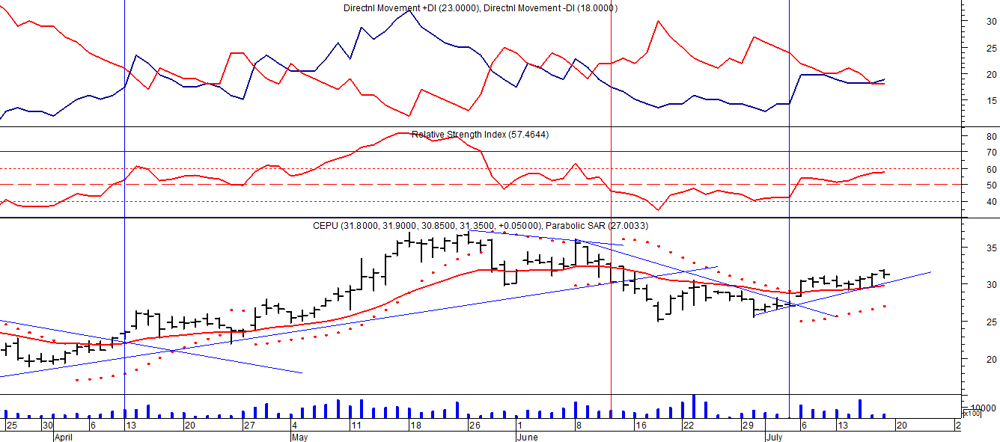 Directnl Movement +DI (23.0000), Directnl Movement -DI (18.0000)
30
25
20
15
Relative Strength Index (57.4644)
80
70
60
50
40
CEPU (31.8000, 31.9000, 30.8500, 31.3500, +0.05000), Parabolic SAR (27.0033)
35
30
25
20
10000
x100
25 30 6 13 20 27 4 11 18 26 1 8 16 22 29 6 13 20 2
April May June July